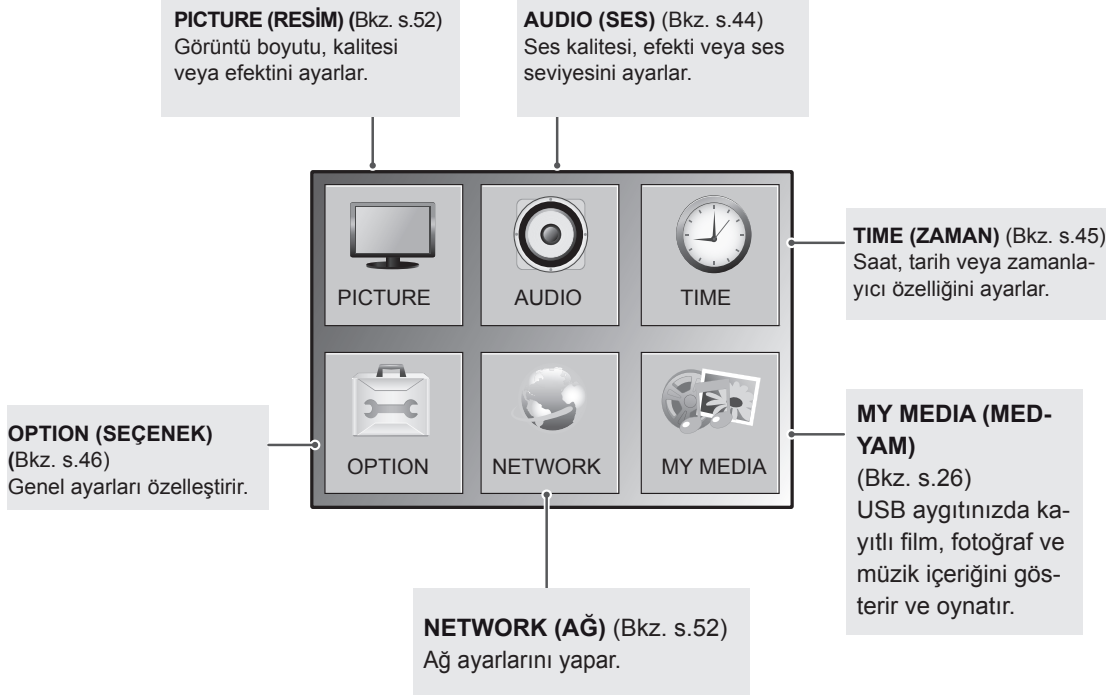 PICTURE (RESİM) (Bkz. s.52)
Görüntü boyutu, kalitesi
veya efektini ayarlar.
AUDIO (SES) (Bkz. s.44)
Ses kalitesi, efekti veya ses
seviyesini ayarlar.
PICTURE
AUDIO
TIME
TIME (ZAMAN) (Bkz. s.45)
Saat, tarih veya zamanla-
yıcı özelliğini ayarlar.
OPTION (SEÇENEK)
(Bkz. s.46)
Genel ayarları özelleştirir.
OPTION
NETWORK
MY MEDIA
MY MEDIA (MED-
YAM)
(Bkz. s.26)
USB aygıtınızda ka-
yıtlı film, fotoğraf ve
müzik içeriğini gös-
terir ve oynatır.
NETWORK (AĞ) (Bkz. s.52)
Ağ ayarlarını yapar.